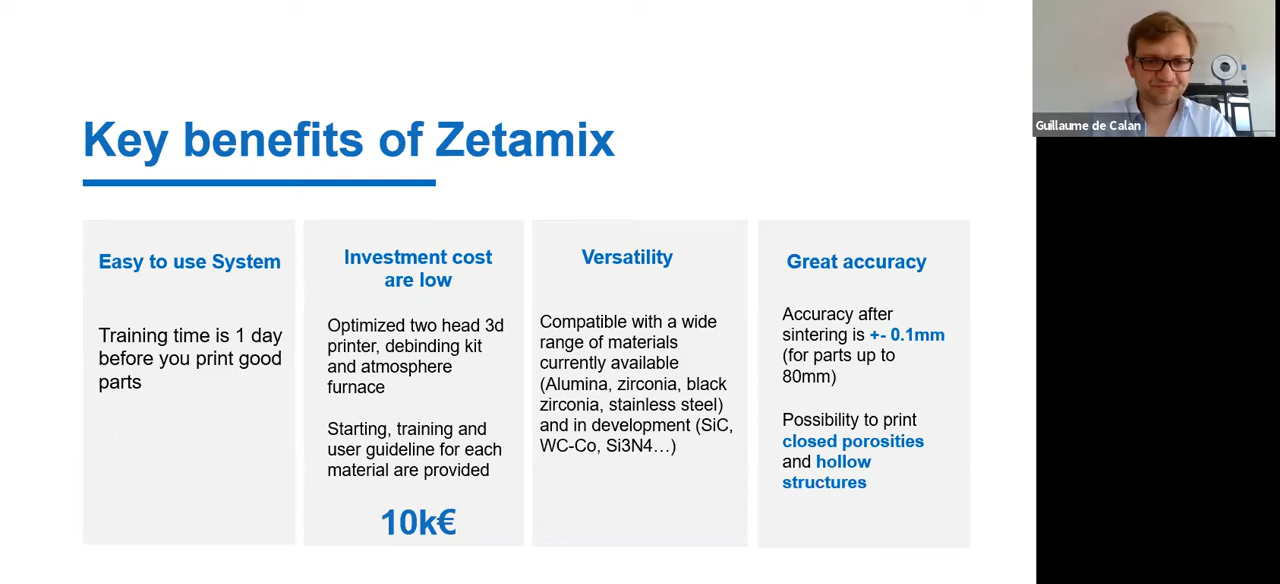 Key benefits of Zetamix
Easy to use System
Training time is 1 day
before you print good
parts
Investment cost
are low
Optimized two head 3d
printer, debinding kit
and atmosphere
furnace
Starting, training and
user guideline for each
material are provided
10k€
Versatility
Compatible with a wide
range of materials
currently available
(Alumina, zirconia, black
zirconia, stainless steel)
and in development (SiC,
WC-Co, Si3N4…)
Great accuracy
Accuracy after
sintering is +- 0.1mm
(for parts up to
80mm)
Possibility to print
closed porosities
and hollow
structures
Guillaume de Calan